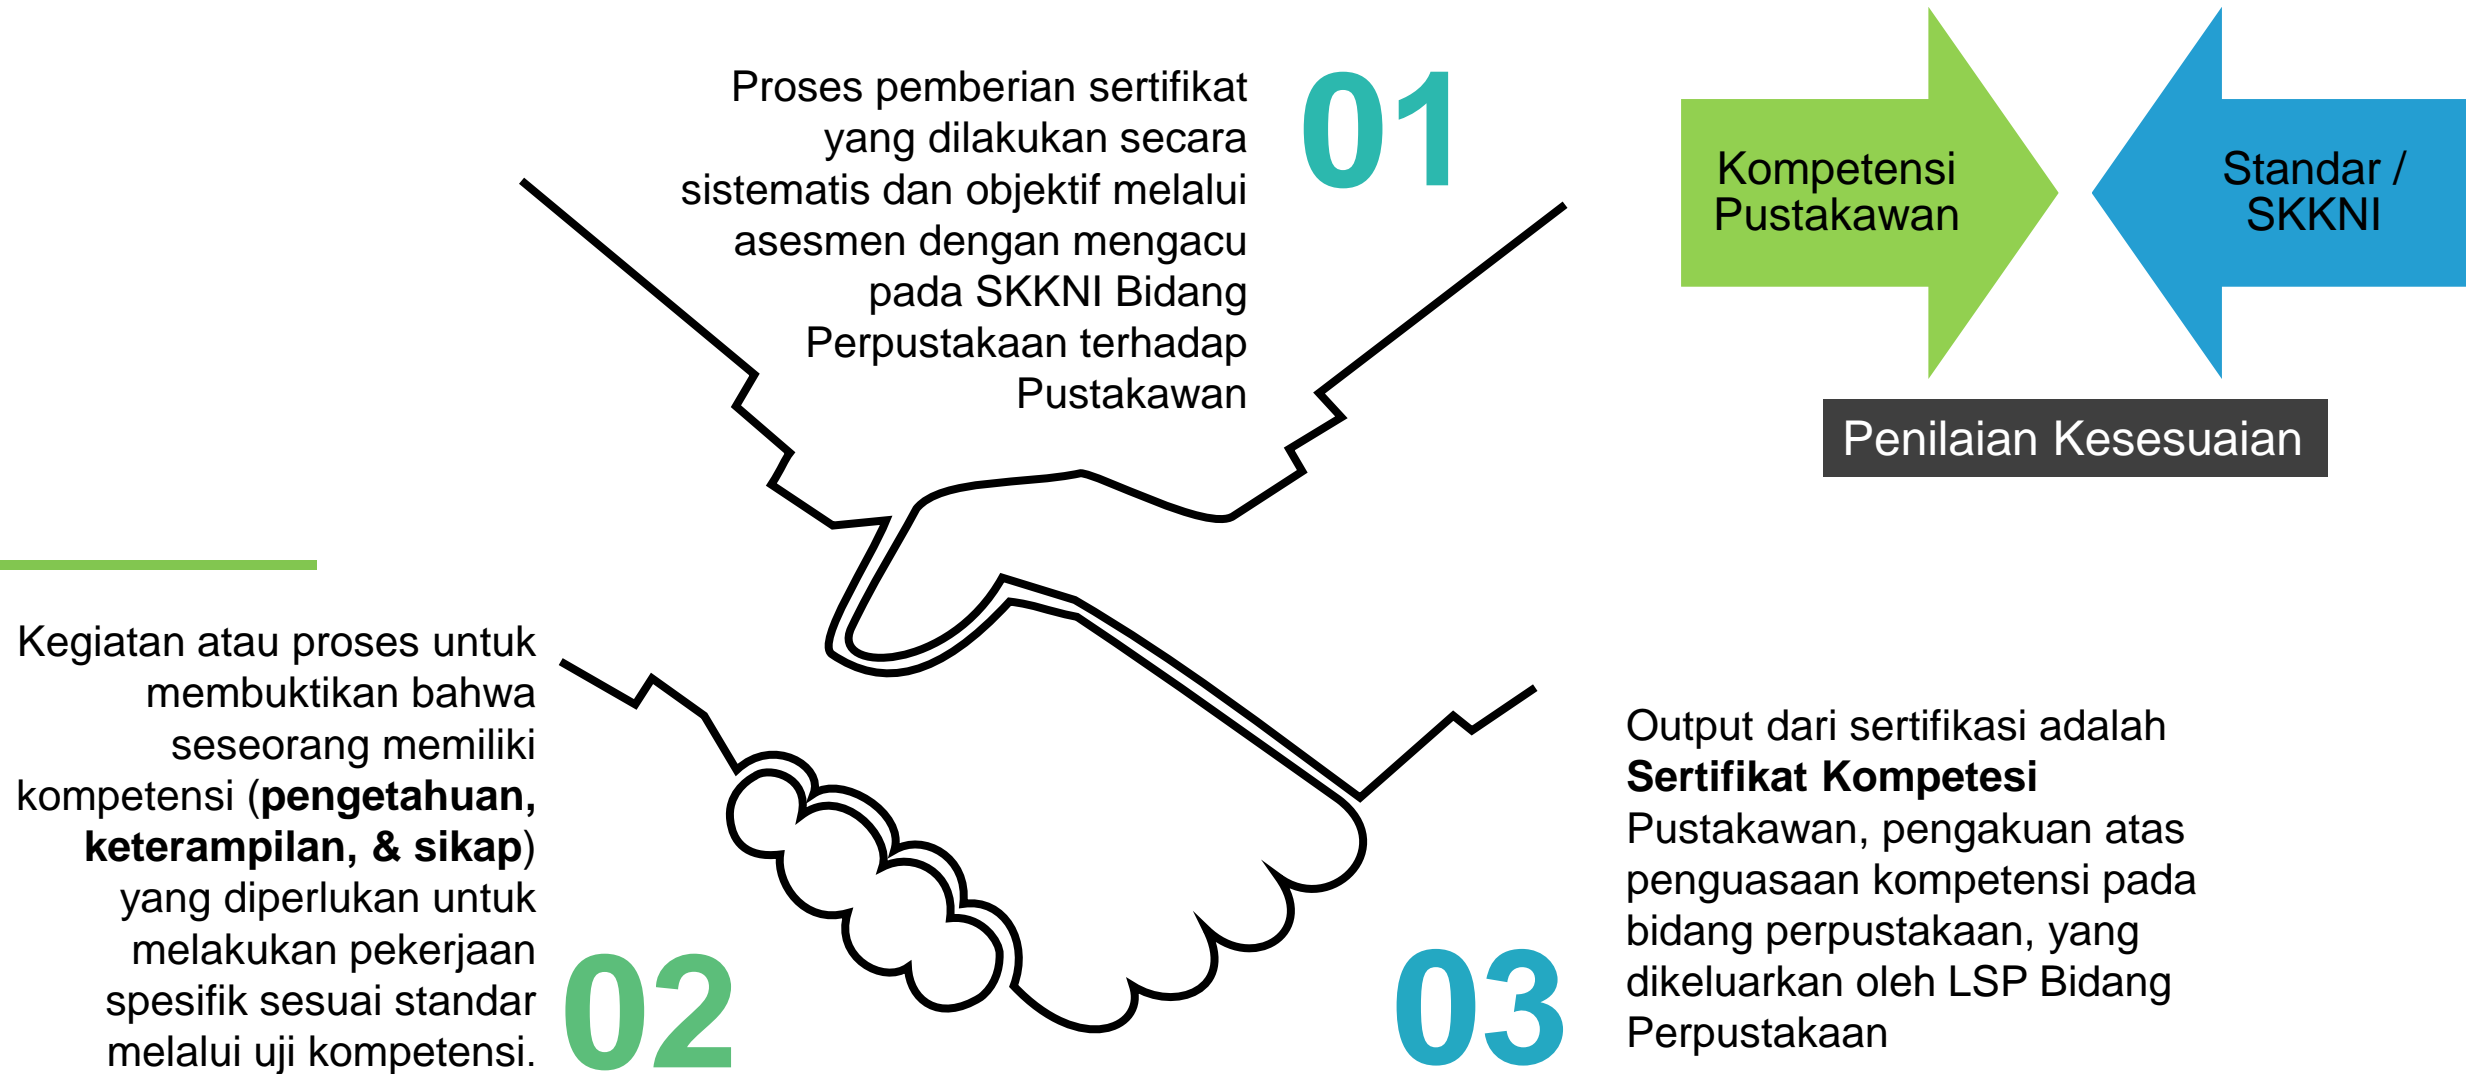 Proses pemberian sertifikat
yang dilakukan secara
sistematis dan objektif melalui
asesmen dengan mengacu
pada SKKNI Bidang
Perpustakaan terhadap
Pustakawan
01
Kompetensi
Pustakawan
Standar /
SKKNI
Penilaian Kesesuaian
Kegiatan atau proses untuk
membuktikan bahwa
seseorang memiliki
kompetensi (pengetahuan,
keterampilan, & sikap)
yang diperlukan untuk
melakukan pekerjaan
spesifik sesuai standar
melalui uji kompetensi.
02
03
Output dari sertifikasi adalah
Sertifikat Kompetesi
Pustakawan, pengakuan atas
penguasaan kompetensi pada
bidang perpustakaan, yang
dikeluarkan oleh LSP Bidang
Perpustakaan